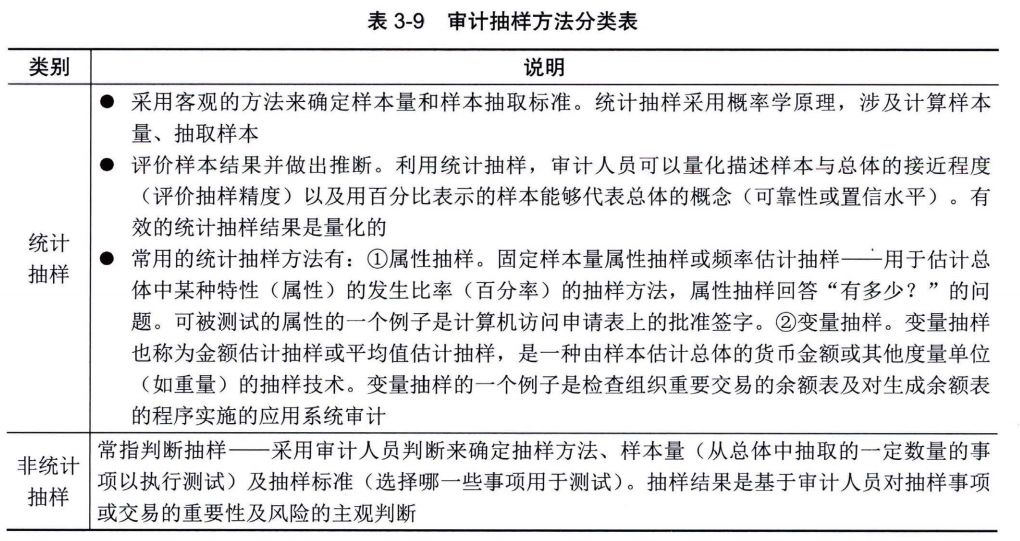 表 3-9 审计抽样方法分类表
类别 说明
统计
抽样
● 采用客观的方法来确定样本量和样本抽取标准。统计抽样采用概率学原理，涉及计算样本
量、抽取样本
● 评价样本结果并做出推断。利用统计抽样，审计人员可以量化描述样本与总体的接近程度
（评价抽样精度）以及用百分比表示的样本能够代表总体的概念（可靠性或置信水平）。有
效的统计抽样结果是量化的
● 常用的统计抽样方法有：①属性抽样。固定样本量属性抽样或频率估计抽样——用于估计总
体中某种特性（属性）的发生比率（百分率）的抽样方法，属性抽样回答“有多少？”的问
题。可被测试的属性的一个例子是计算机访问申请表上的批准签字。②变量抽样。变量抽样
也称为金额估计抽样或平均值估计抽样，是一种由样本估计总体的货币金额或其他度量单位
（如重量）的抽样技术。变量抽样的一个例子是检查组织重要交易的余额表及对生成余额表
的程序实施的应用系统审计
非统计
抽样
常指判断抽样——采用审计人员判断来确定抽样方法、样本量（从总体中抽取的一定数量的事
项以执行测试）及抽样标准（选择哪一些事项用于测试）。抽样结果是基于审计人员对抽样事项
或交易的重要性及风险的主观判断